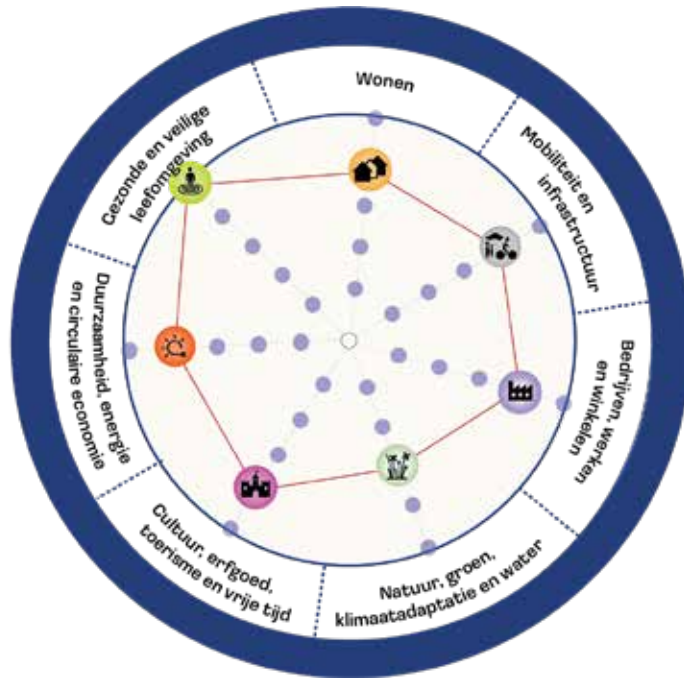 Wonen
Mobiliteit en
infrastructuur
Bedrijven, werken
en winkelen
Natuur, groen,
klimaatadaptatie en water
Cultuur, erfgoed,
toerisme en vrije tijd
Duurzaamheid, energie
en circulaire economie
Gezonde en veilige
leefomgeving